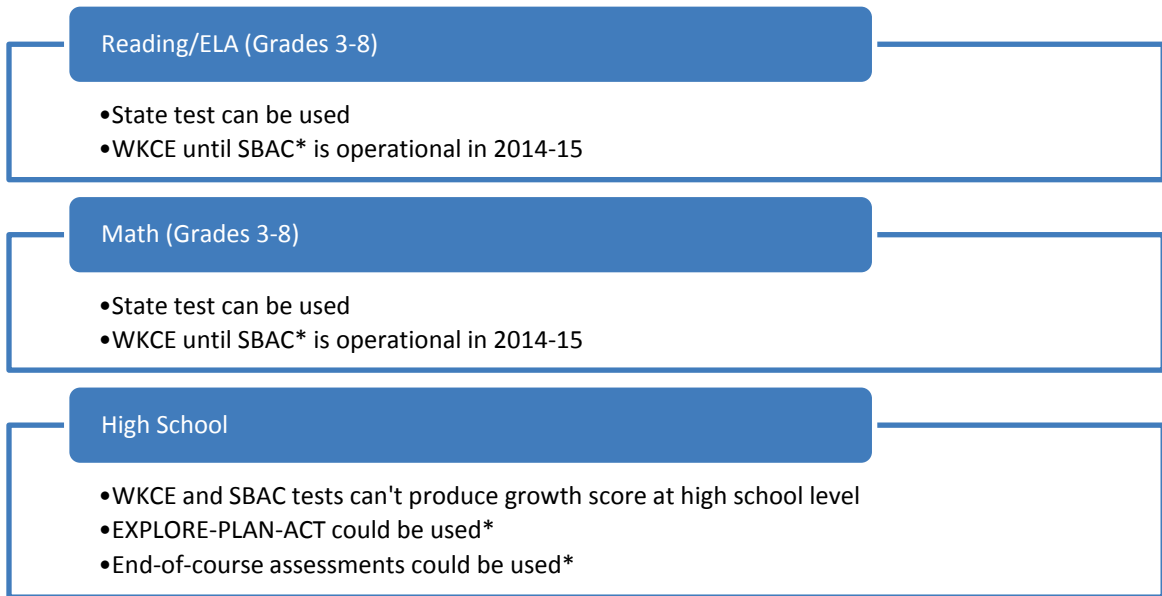 Reading/ELA (Grades 3-8)
•State test can be used
•WKCE until SBAC* is operational in 2014-15
Math (Grades 3-8)
•State test can be used
•WKCE until SBAC* is operational in 2014-15
High School
•WKCE and SBAC tests can't produce growth score at high school level
•EXPLORE-PLAN-ACT could be used*
•End-of-course assessments could be used*